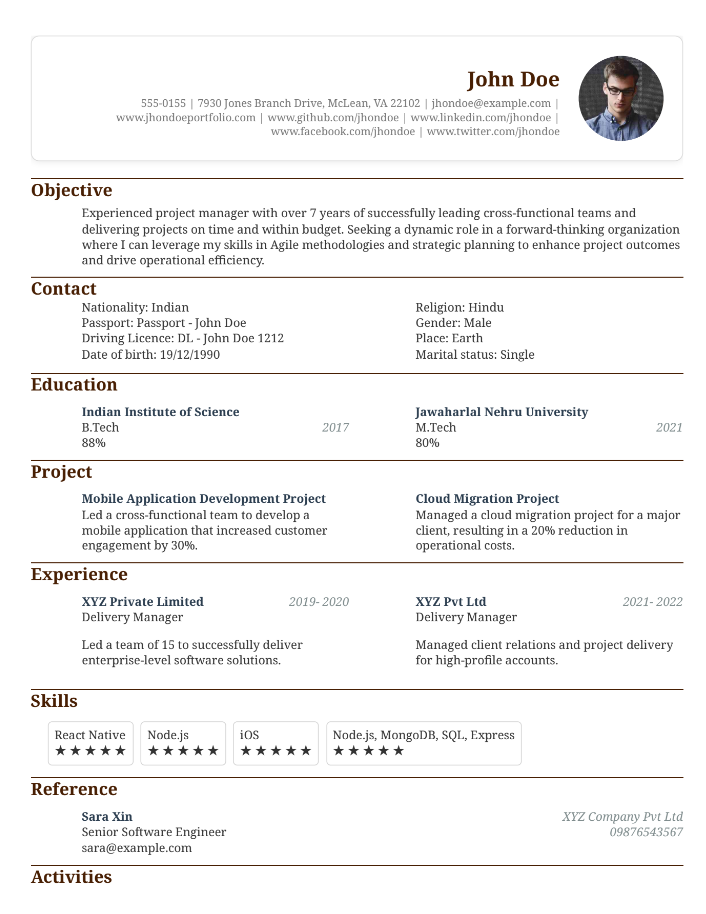 John Doe
555-0155 | 7930 Jones Branch Drive, McLean, VA 22102 | jhondoe@example.com |
www.jhondoeportfolio.com | www.github.com/jhondoe | www.linkedin.com/jhondoe |
www.facebook.com/jhondoe | www.twitter.com/jhondoe
Objective
Experienced project manager with over 7 years of successfully leading cross-functional teams and
delivering projects on time and within budget. Seeking a dynamic role in a forward-thinking organization
where I can leverage my skills in Agile methodologies and strategic planning to enhance project outcomes
and drive operational efficiency.
Contact
Nationality: Indian
Passport: Passport - John Doe
Driving Licence: DL - John Doe 1212
Date of birth: 19/12/1990
Religion: Hindu
Gender: Male
Place: Earth
Marital status: Single
Education
Indian Institute of Science
B.Tech 2017
88%
Jawaharlal Nehru University
M.Tech 2021
80%
Project
Mobile Application Development Project
Led a cross-functional team to develop a
mobile application that increased customer
engagement by 30%.
Cloud Migration Project
Managed a cloud migration project for a major
client, resulting in a 20% reduction in
operational costs.
Experience
XYZ Private Limited 2019- 2020
Delivery Manager
Led a team of 15 to successfully deliver
enterprise-level software solutions.
XYZ Pvt Ltd 2021- 2022
Delivery Manager
Managed client relations and project delivery
for high-profile accounts.
Skills
React Native
★★★★★
Node.js
★★★★★
iOS
★★★★★
Node.js, MongoDB, SQL, Express
★★★★★
Reference
Sara Xin XYZ Company Pvt Ltd
Senior Software Engineer 09876543567
sara@example.com
Activities